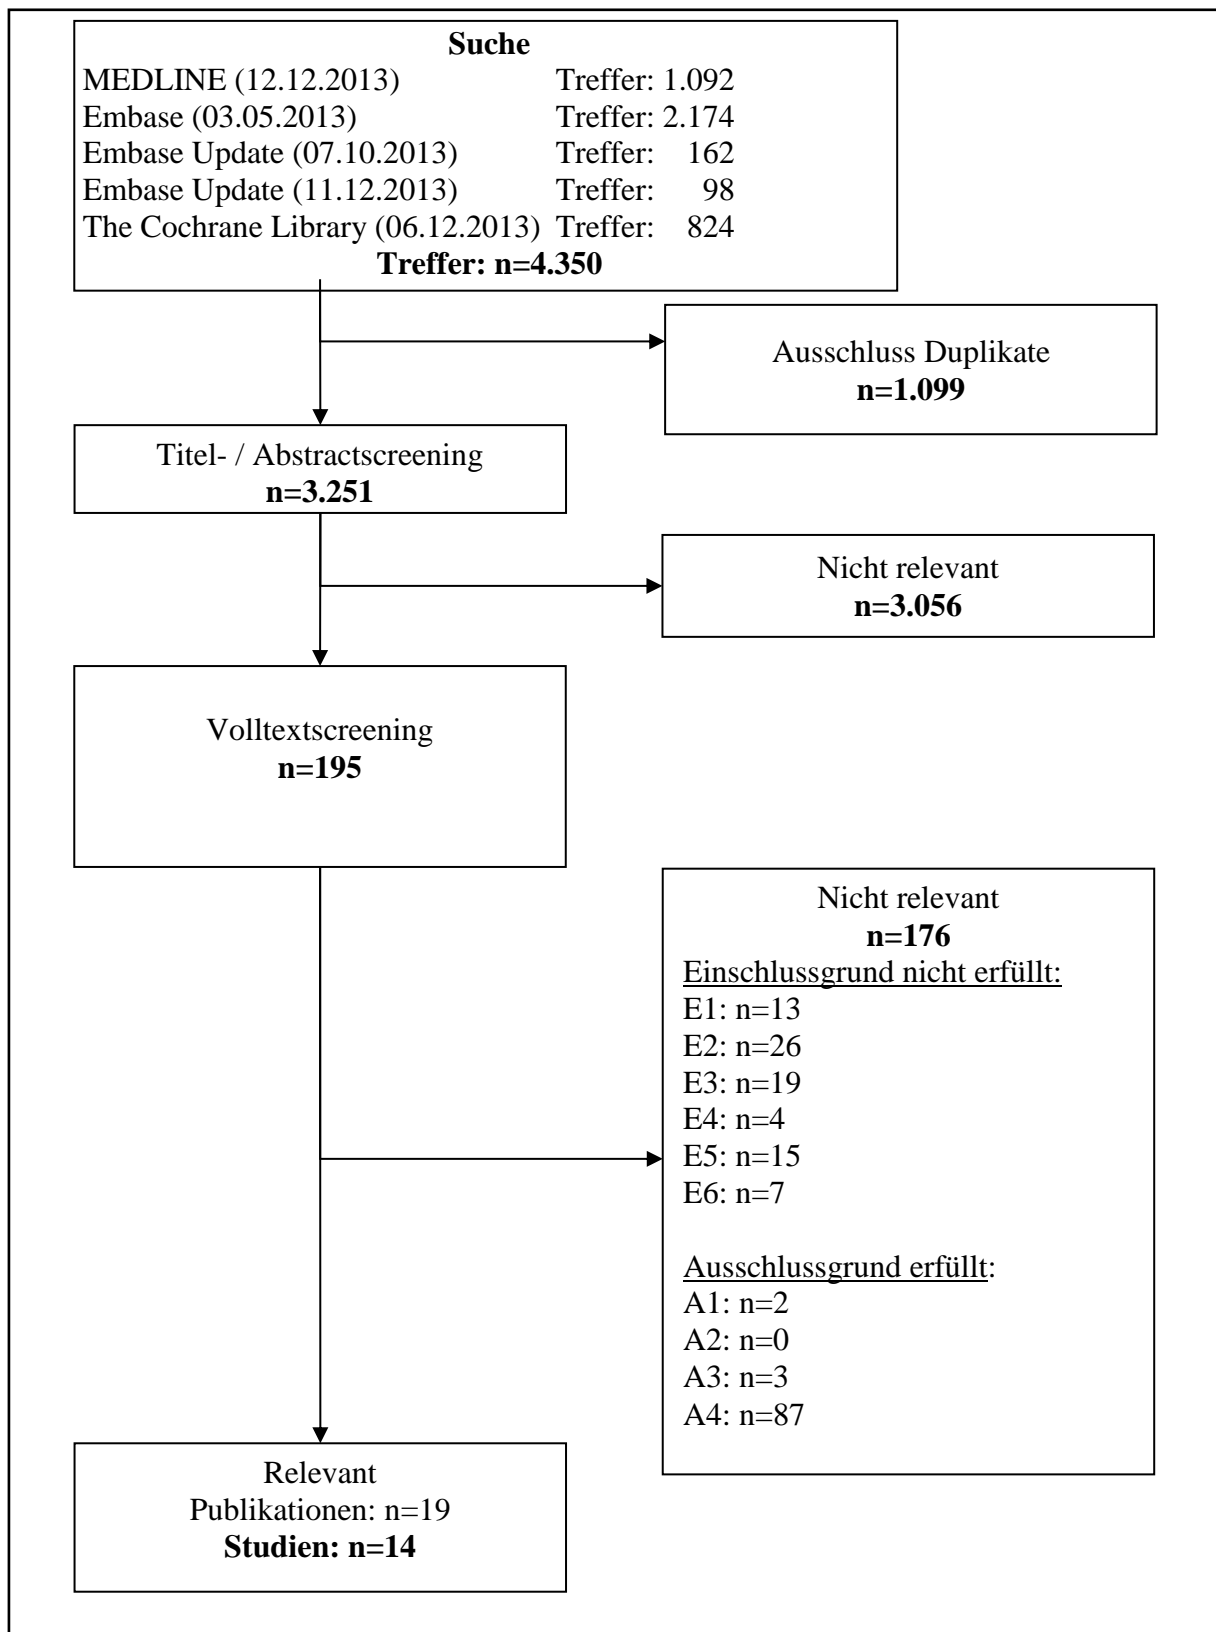 Suche
MEDLINE (12.12.2013) Treffer: 1.092
Embase (03.05.2013) Treffer: 2.174
Embase Update (07.10.2013) Treffer: 162
Embase Update (11.12.2013) Treffer: 98
The Cochrane Library (06.12.2013) Treffer: 824
Treffer: n=4.350
Ausschluss Duplikate
n=1.099
Titel- / Abstractscreening
n=3.251
Nicht relevant
n=3.056
Volltextscreening
n=195
Nicht relevant
n=176
Einschlussgrund nicht erfüllt:
E1: n=13
E2: n=26
E3: n=19
E4: n=4
E5: n=15
E6: n=7
Ausschlussgrund erfüllt:
A1: n=2
A2: n=0
A3: n=3
A4: n=87
Relevant
Publikationen: n=19
Studien: n=14